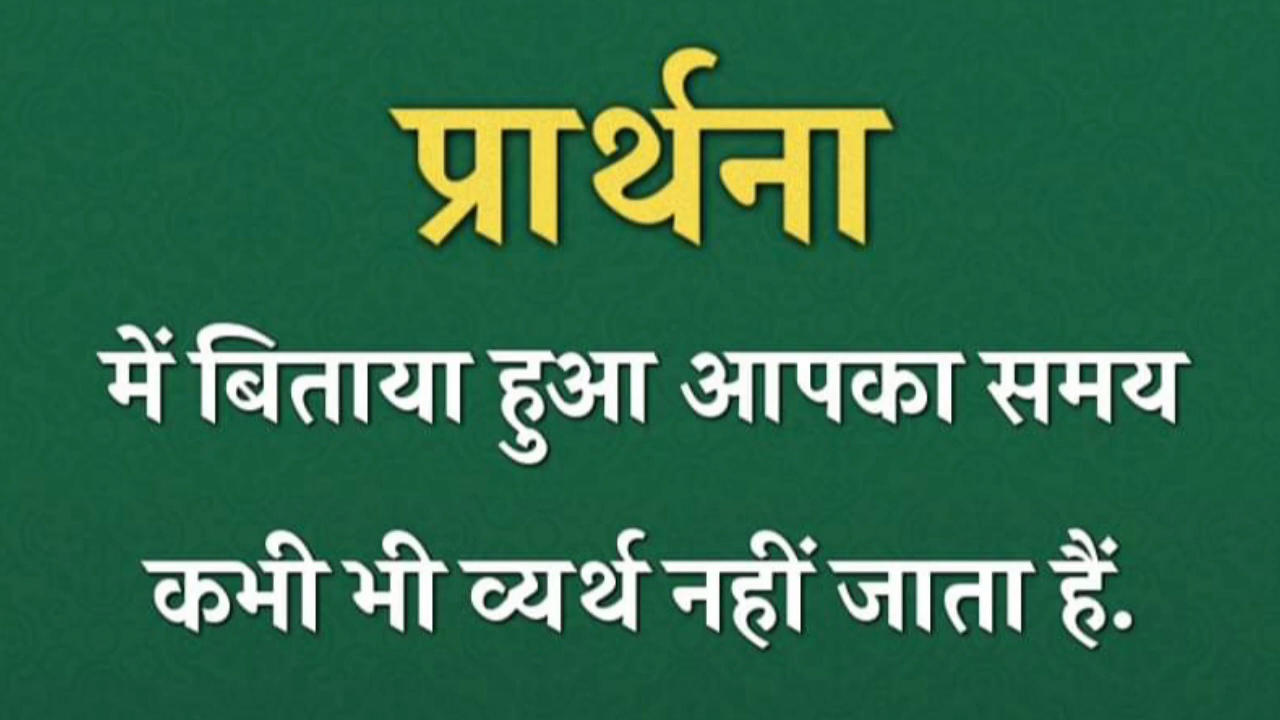 प्रार्थना
में बिताया हुआ आपका समय
कभी भी व्यर्थ नहीं जाता हैं.